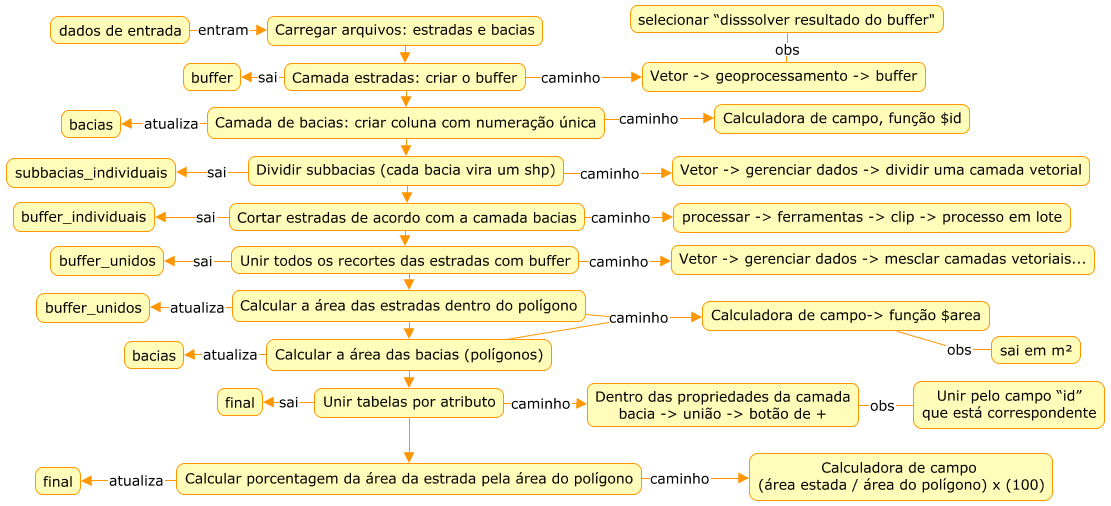 selecionar “disssolver resultado do buffer"
dados de entrada entram Carregar arquivos: estradas e bacias
obs
buffer sai Camada estradas: criar o buffer caminho Vetor -> geoprocessamento -> buffer
bacias atualiza Camada de bacias: criar coluna com numeração única caminho Calculadora de campo, função $id
subbacias_individuais sai Dividir subbacias (cada bacia vira um shp) caminho Vetor -> gerenciar dados -> dividir uma camada vetorial
buffer_individuais sai Cortar estradas de acordo com a camada bacias caminho processar -> ferramentas -> clip -> processo em lote
buffer_unidos sai Unir todos os recortes das estradas com buffer caminho Vetor -> gerenciar dados -> mesclar camadas vetoriais...
buffer_unidos atualiza Calcular a área das estradas dentro do polígono caminho Calculadora de campo-> função $area
bacias atualiza Calcular a área das bacias (polígonos) obs sai em m²
final sai Unir tabelas por atributo caminho Dentro das propriedades da camada
bacia -> união -> botão de + obs Unir pelo campo “id”
que está correspondente
final atualiza Calcular porcentagem da área da estrada pela área do polígono caminho Calculadora de campo
(área estada / área do polígono) x (100)